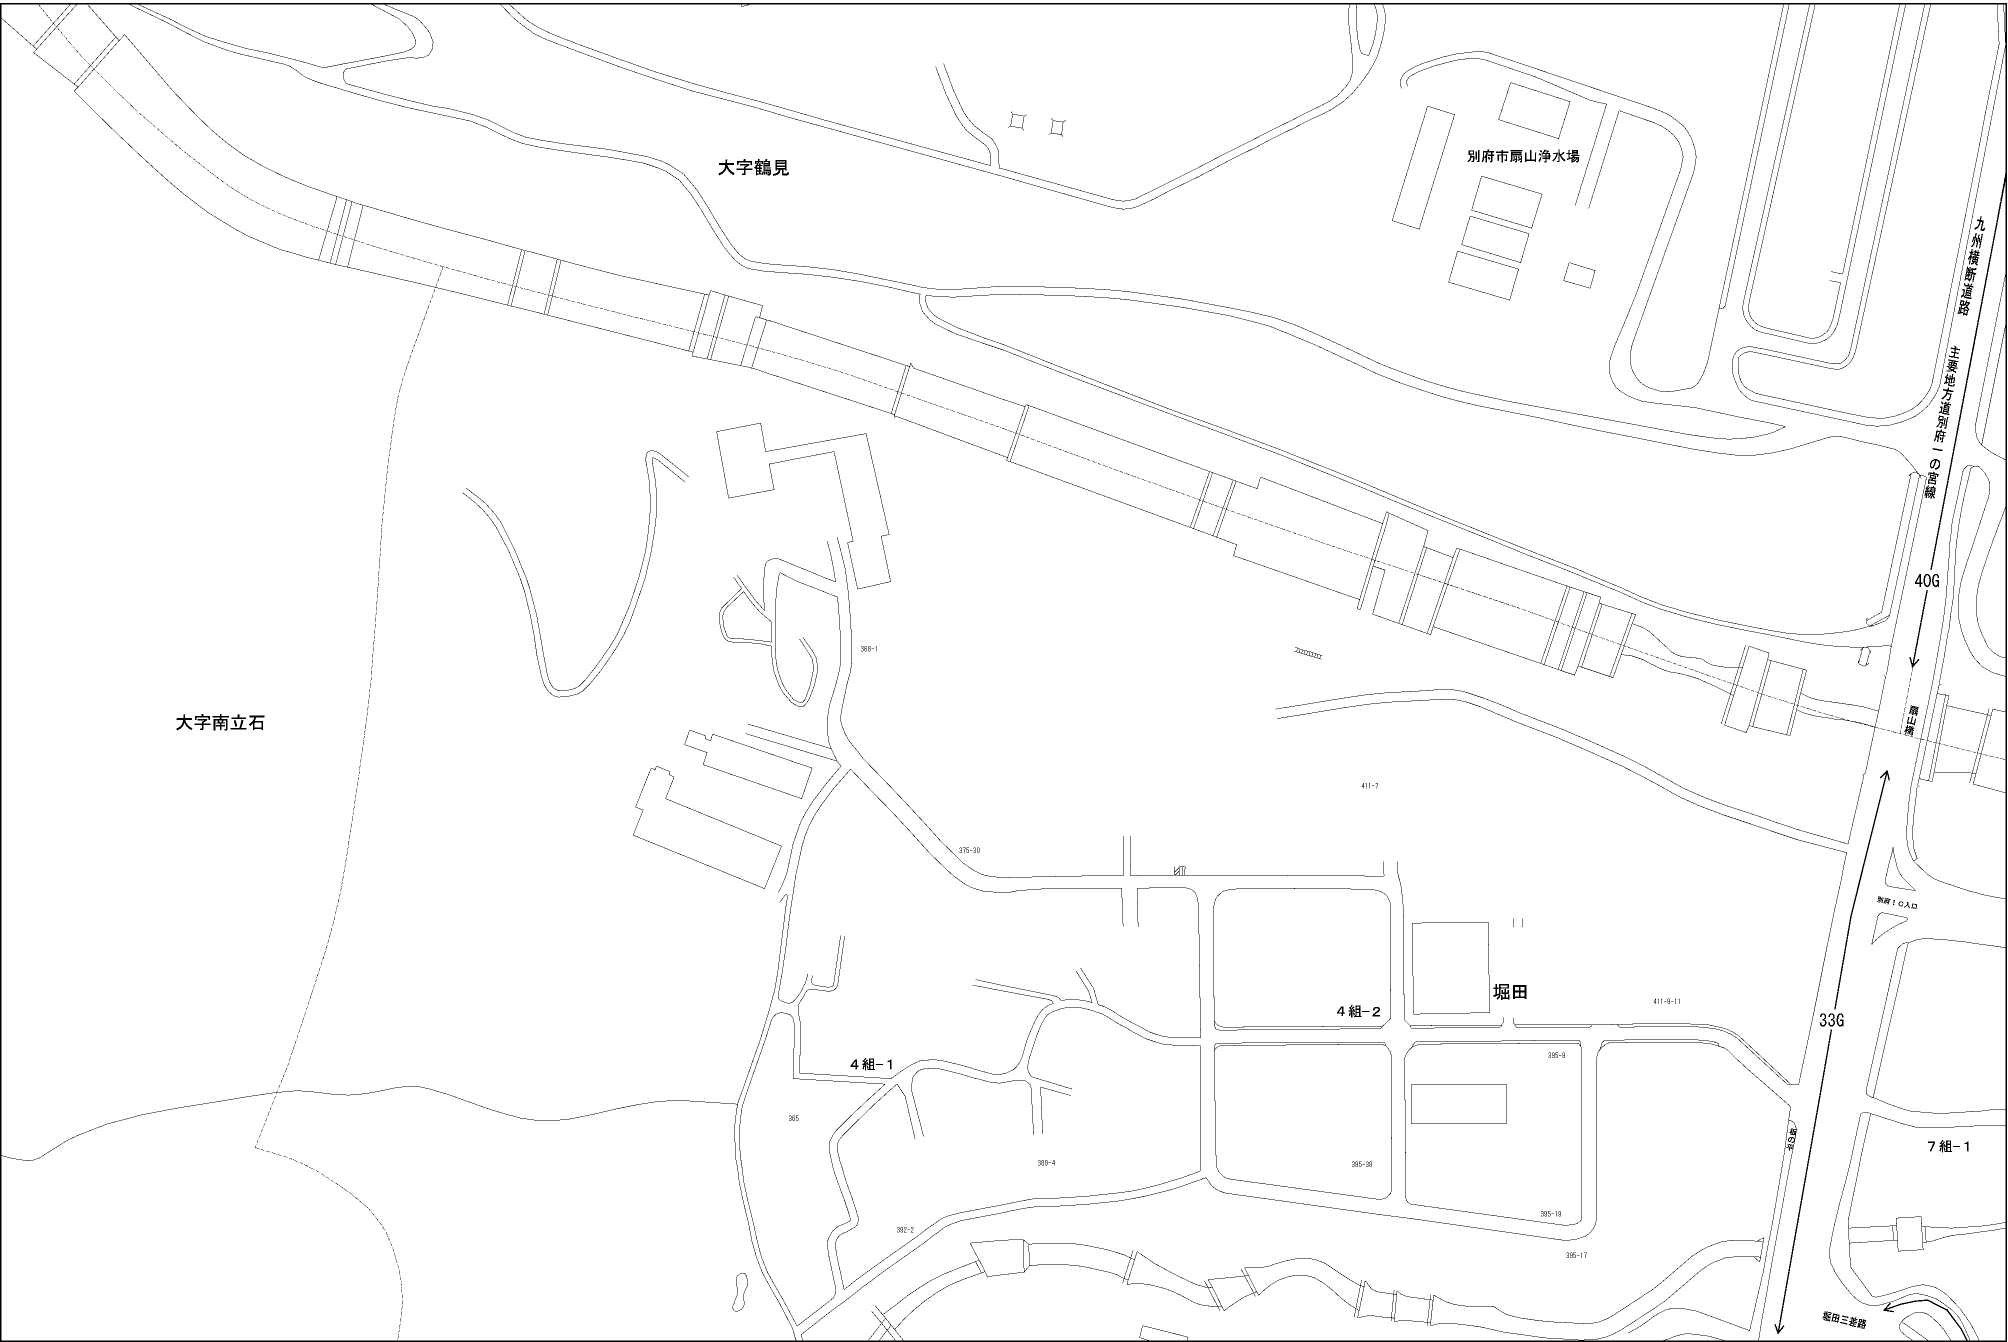 大字鶴見
別府市扇山浄水場
九州横断道路
主要地方道別府一の宮線
40G
368-1
扇山橋
大字南立石
411-7
375-30
別府IC入口
堀田
4組-2
411-9-11
33G
4組-1
395-9
365
7組-1
389-4
395-38
392-2
395-19
395-17
堀田三差路